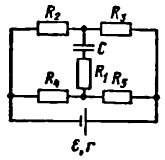 R₂ R₃
C
R₁
R₄ R₅
ε, r